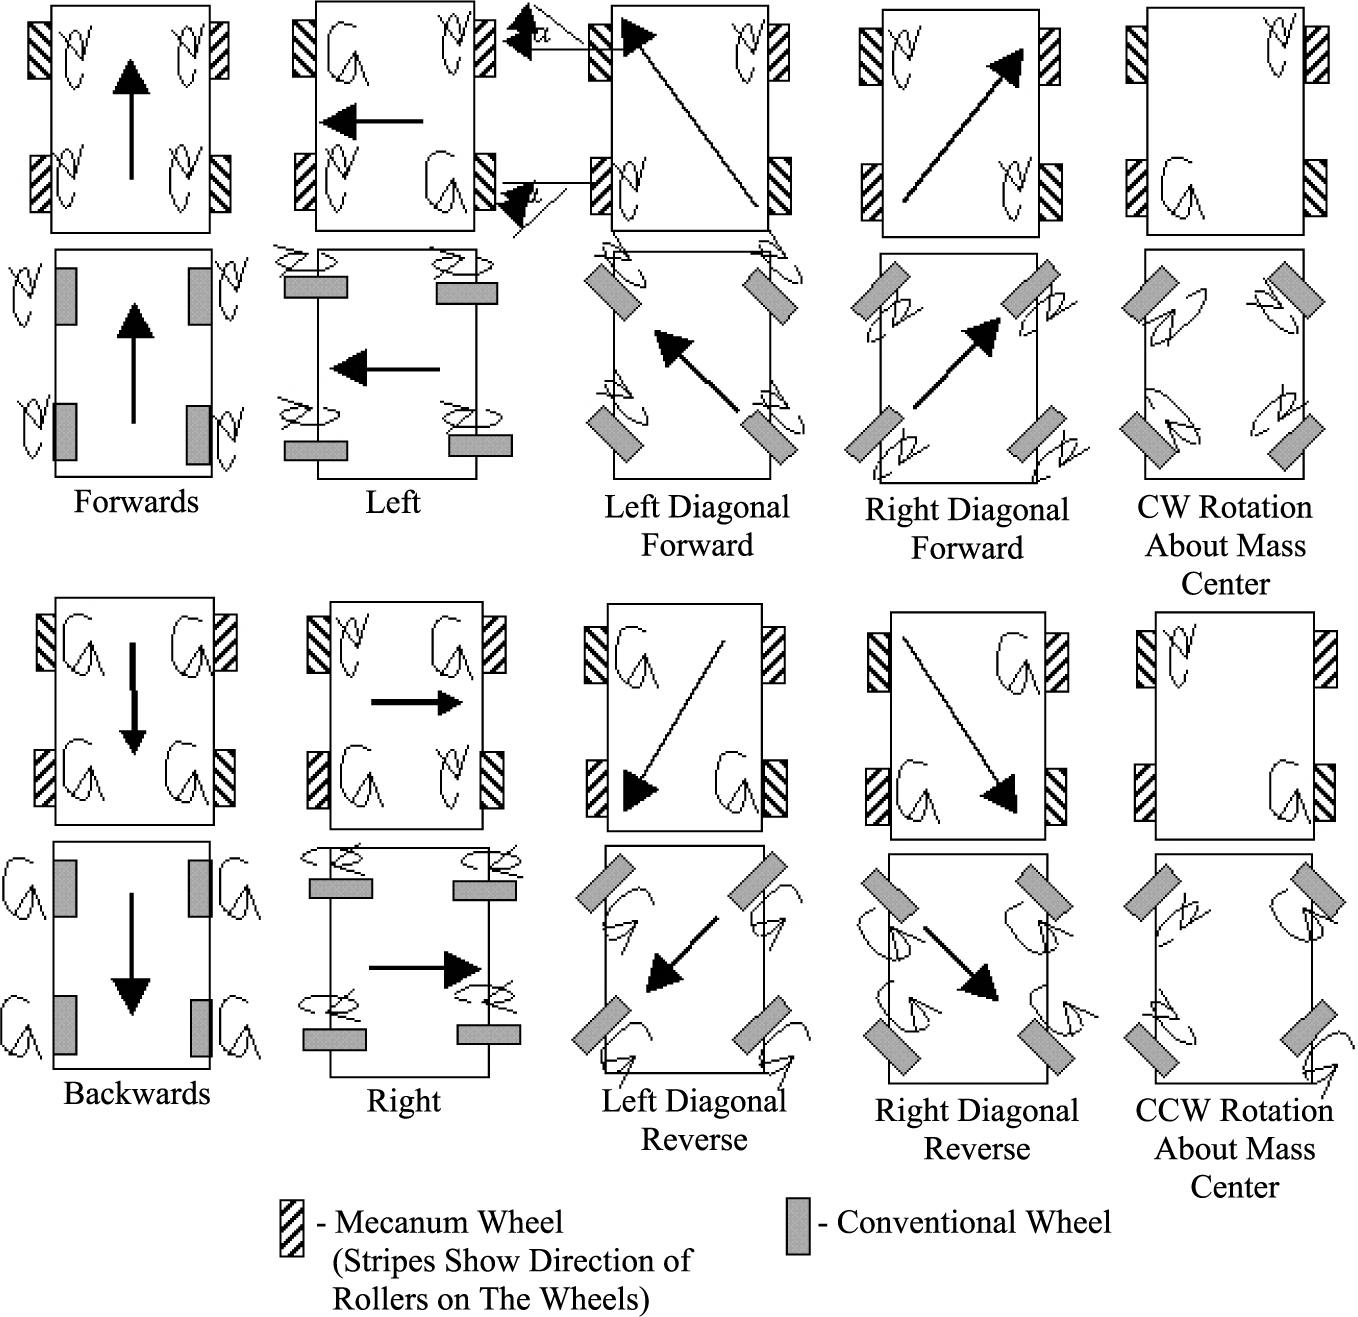 α
α
Forwards
Left
Left Diagonal
Forward
Right Diagonal
Forward
CW Rotation
About Mass
Center
Backwards
Right
Left Diagonal
Reverse
Right Diagonal
Reverse
CCW Rotation
About Mass
Center
- Mecanum Wheel
(Stripes Show Direction of
Rollers on The Wheels)
- Conventional Wheel